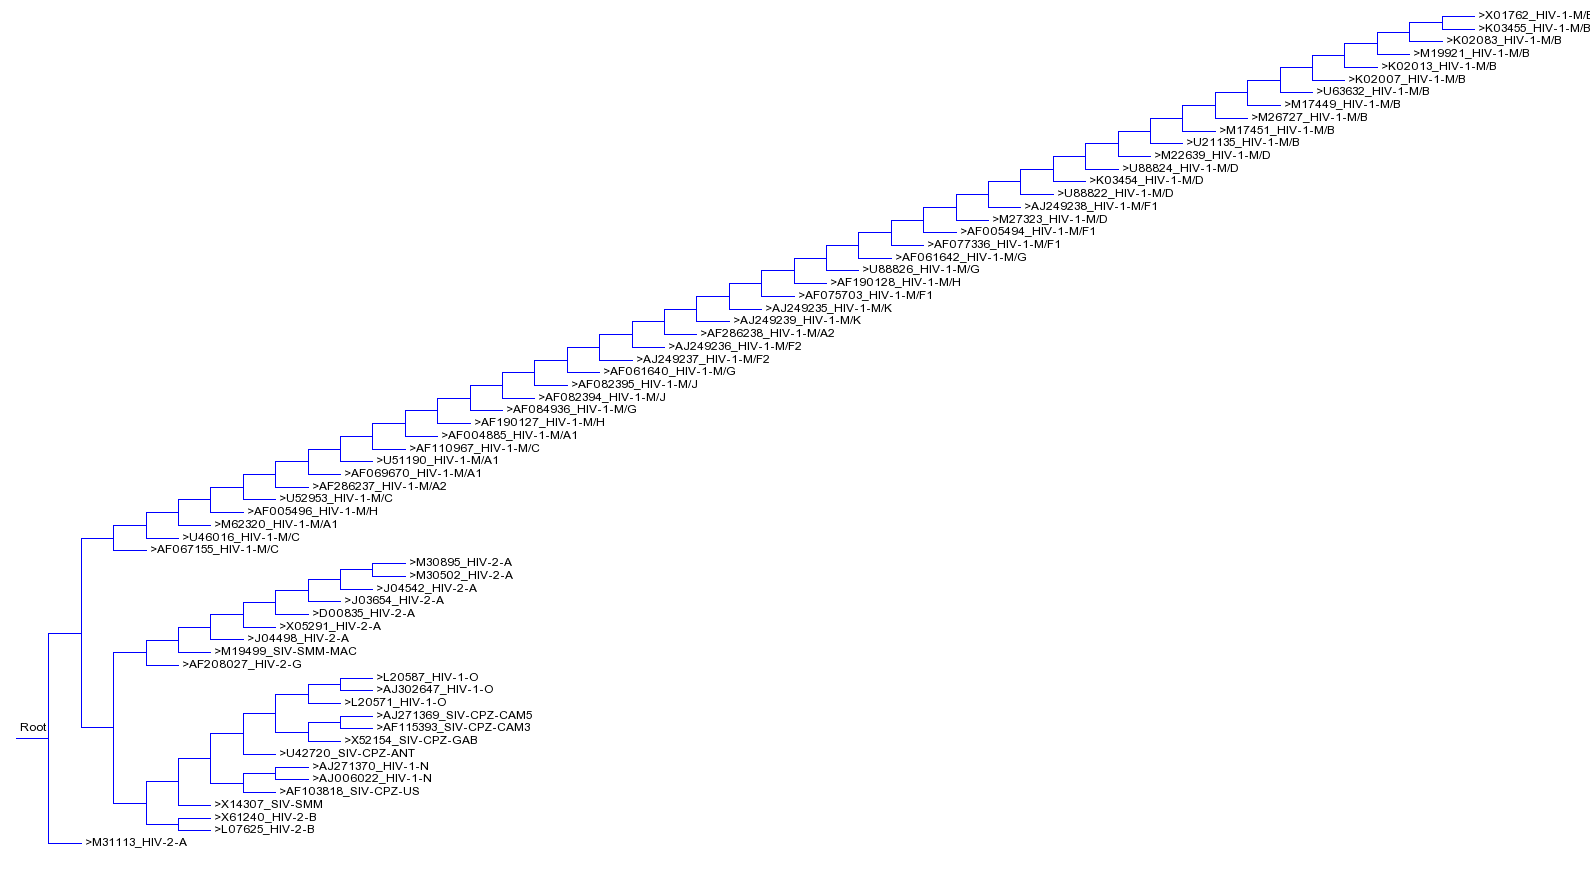 >X01762_HIV-1-M/B
>K03455_HIV-1-M/B
>K02083_HIV-1-M/B
>M19921_HIV-1-M/B
>K02013_HIV-1-M/B
>K02007_HIV-1-M/B
>U63632_HIV-1-M/B
>M17449_HIV-1-M/B
>M26727_HIV-1-M/B
>M17451_HIV-1-M/B
>U21135_HIV-1-M/B
>M22639_HIV-1-M/D
>U88824_HIV-1-M/D
>K03454_HIV-1-M/D
>U88822_HIV-1-M/D
>AJ249238_HIV-1-M/F1
>M27323_HIV-1-M/D
>AF005494_HIV-1-M/F1
>AF077336_HIV-1-M/F1
>AF061642_HIV-1-M/G
>U88826_HIV-1-M/G
>AF190128_HIV-1-M/H
>AF075703_HIV-1-M/F1
>AJ249235_HIV-1-M/K
>AJ249239_HIV-1-M/K
>AF286238_HIV-1-M/A2
>AJ249236_HIV-1-M/F2
>AJ249237_HIV-1-M/F2
>AF061640_HIV-1-M/G
>AF082395_HIV-1-M/J
>AF082394_HIV-1-M/J
>AF084936_HIV-1-M/G
>AF190127_HIV-1-M/H
>AF004885_HIV-1-M/A1
>AF110967_HIV-1-M/C
>U51190_HIV-1-M/A1
>AF069670_HIV-1-M/A1
>AF286237_HIV-1-M/A2
>U52953_HIV-1-M/C
>AF005496_HIV-1-M/H
>M62320_HIV-1-M/A1
>U46016_HIV-1-M/C
>AF067155_HIV-1-M/C
>M30895_HIV-2-A
>M30502_HIV-2-A
>J04542_HIV-2-A
>J03654_HIV-2-A
>D00835_HIV-2-A
>X05291_HIV-2-A
>J04498_HIV-2-A
>M19499_SIV-SMM-MAC
>AF208027_HIV-2-G
>L20587_HIV-1-O
>AJ302647_HIV-1-O
>L20571_HIV-1-O
>AJ271369_SIV-CPZ-CAM5
>AF115393_SIV-CPZ-CAM3
Root
>X52154_SIV-CPZ-GAB
>U42720_SIV-CPZ-ANT
>AJ271370_HIV-1-N
>AJ006022_HIV-1-N
>AF103818_SIV-CPZ-US
>X14307_SIV-SMM
>X61240_HIV-2-B
>L07625_HIV-2-B
>M31113_HIV-2-A